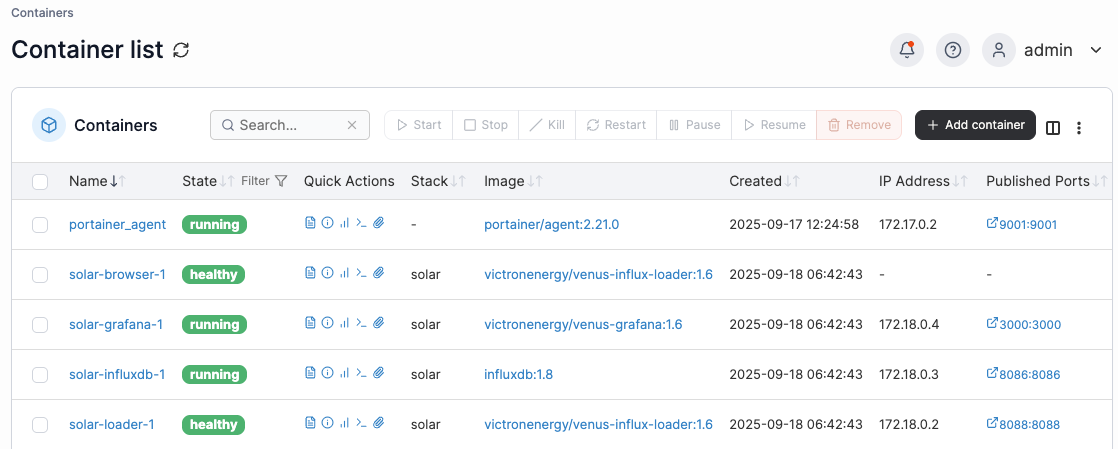 Containers
Container list
admin
Containers Search... Start Stop Kill Restart Pause Resume Remove + Add container
Name State Filter Quick Actions Stack Image Created IP Address Published Ports
portainer_agent running - portainer/agent:2.21.0 2025-09-17 12:24:58 172.17.0.2 9001:9001
solar-browser-1 healthy solar victronenergy/venus-influx-loader:1.6 2025-09-18 06:42:43 - -
solar-grafana-1 running solar victronenergy/venus-grafana:1.6 2025-09-18 06:42:43 172.18.0.4 3000:3000
solar-influxdb-1 running solar influxdb:1.8 2025-09-18 06:42:43 172.18.0.3 8086:8086
solar-loader-1 healthy solar victronenergy/venus-influx-loader:1.6 2025-09-18 06:42:43 172.18.0.2 8088:8088